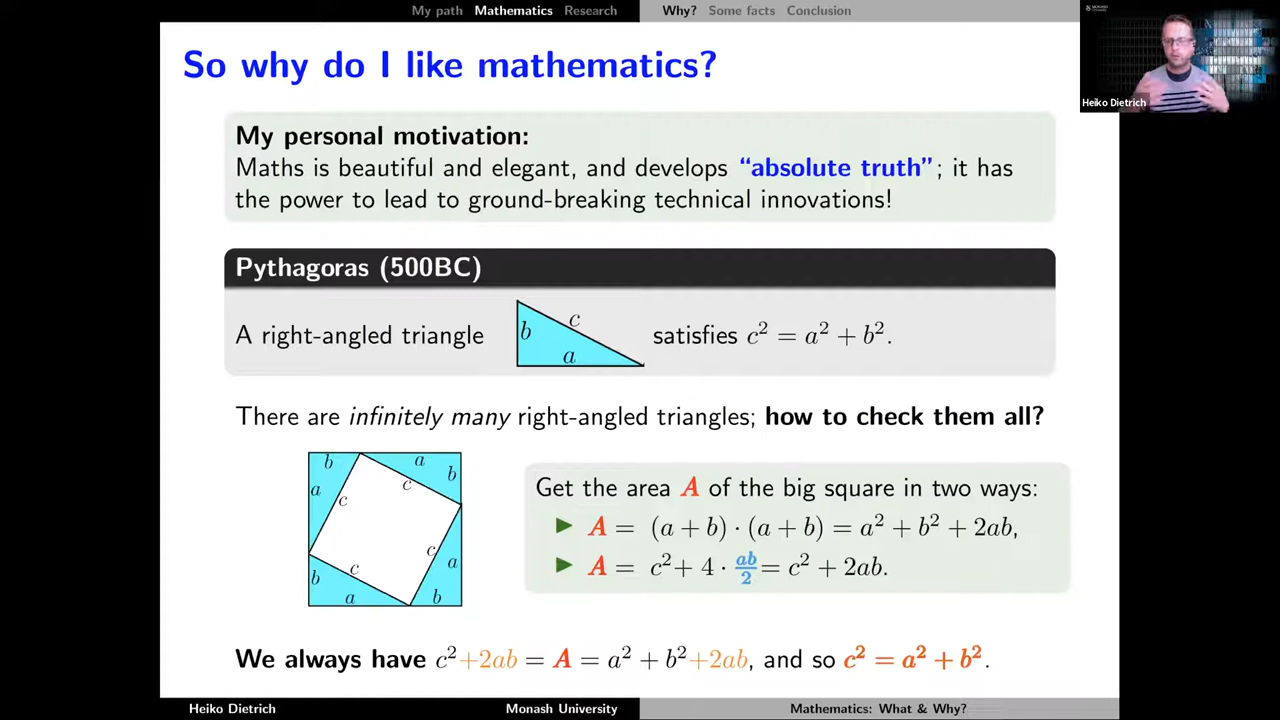 My path Mathematics Research Why? Some facts Conclusion
MONASH University
Heiko Dietrich
So why do I like mathematics?
My personal motivation:
Maths is beautiful and elegant, and develops “absolute truth”; it has
the power to lead to ground-breaking technical innovations!
Pythagoras (500BC)
A right-angled triangle b c a satisfies c² = a² + b².
There are infinitely many right-angled triangles; how to check them all?
b a
a c c b
b c c a
a b
Get the area A of the big square in two ways:
▶ A = (a + b) · (a + b) = a² + b² + 2ab,
▶ A = c² + 4 · ab/2 = c² + 2ab.
We always have c² +2ab = A = a² + b² +2ab, and so c² = a² + b².
Heiko Dietrich Monash University Mathematics: What & Why?